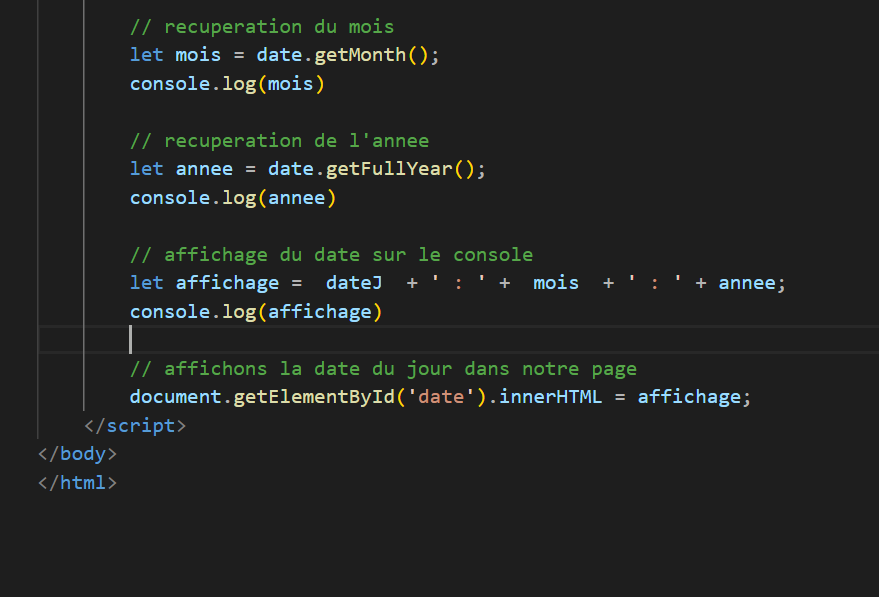 // recuperation du mois
let mois = date.getMonth();
console.log(mois)
// recuperation de l'annee
let annee = date.getFullYear();
console.log(annee)
// affichage du date sur le console
let affichage =  dateJ  + ' : ' +  mois  + ' : ' + annee;
console.log(affichage)
// affichons la date du jour dans notre page
document.getElementById('date').innerHTML = affichage;
</script>
</body>
</html>